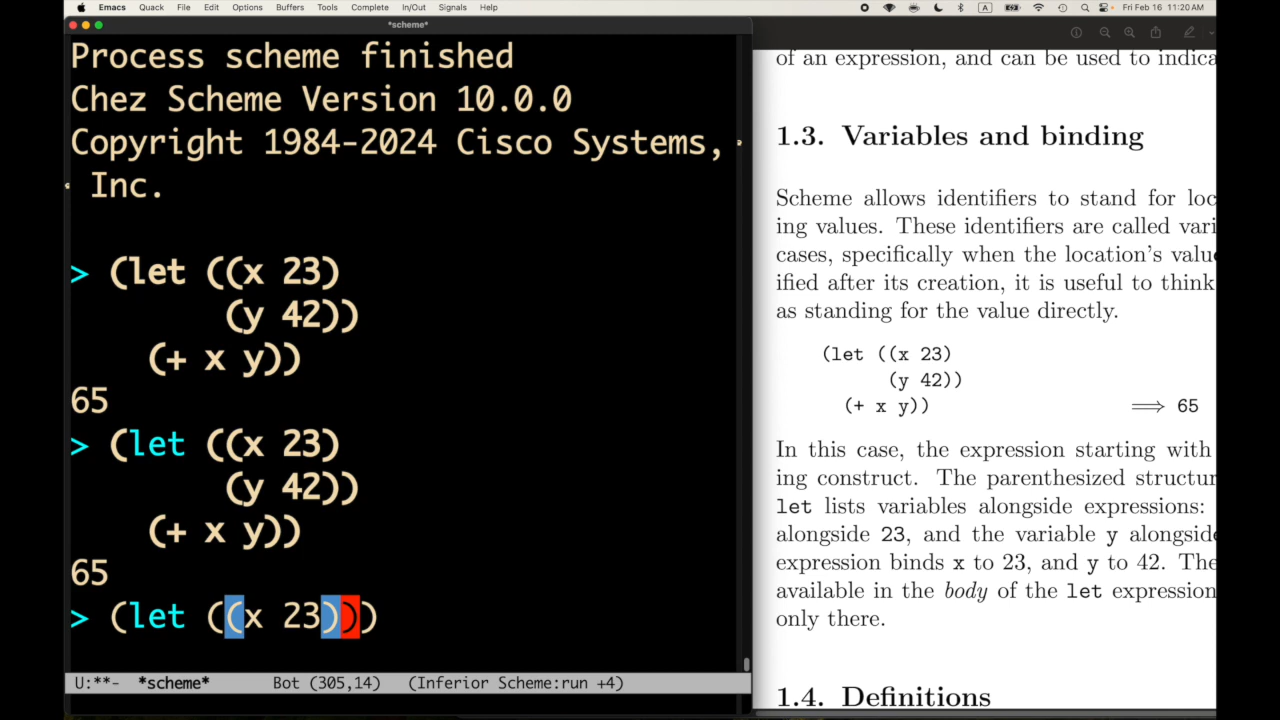 Emacs Quack File Edit Options Buffers Tools Complete In/Out Signals Help
A
Fri Feb 16 11:20 AM
*scheme*
Process scheme finished
Chez Scheme Version 10.0.0
Copyright 1984-2024 Cisco Systems,
Inc.
> (let ((x 23)
(y 42))
(+ x y))
65
> (let ((x 23)
(y 42))
(+ x y))
65
> (let ((x 23)))
U:**- *scheme* Bot (305,14) (Inferior Scheme:run +4)
of an expression, and can be used to indica
1.3. Variables and binding
Scheme allows identifiers to stand for loc
ing values. These identifiers are called vari
cases, specifically when the location's value
ified after its creation, it is useful to think
as standing for the value directly.
(let ((x 23)
(y 42))
(+ x y)) ⟹ 65
In this case, the expression starting with
ing construct. The parenthesized structur
let lists variables alongside expressions:
alongside 23, and the variable y alongside
expression binds x to 23, and y to 42. The
available in the body of the let expression
only there.
1.4. Definitions